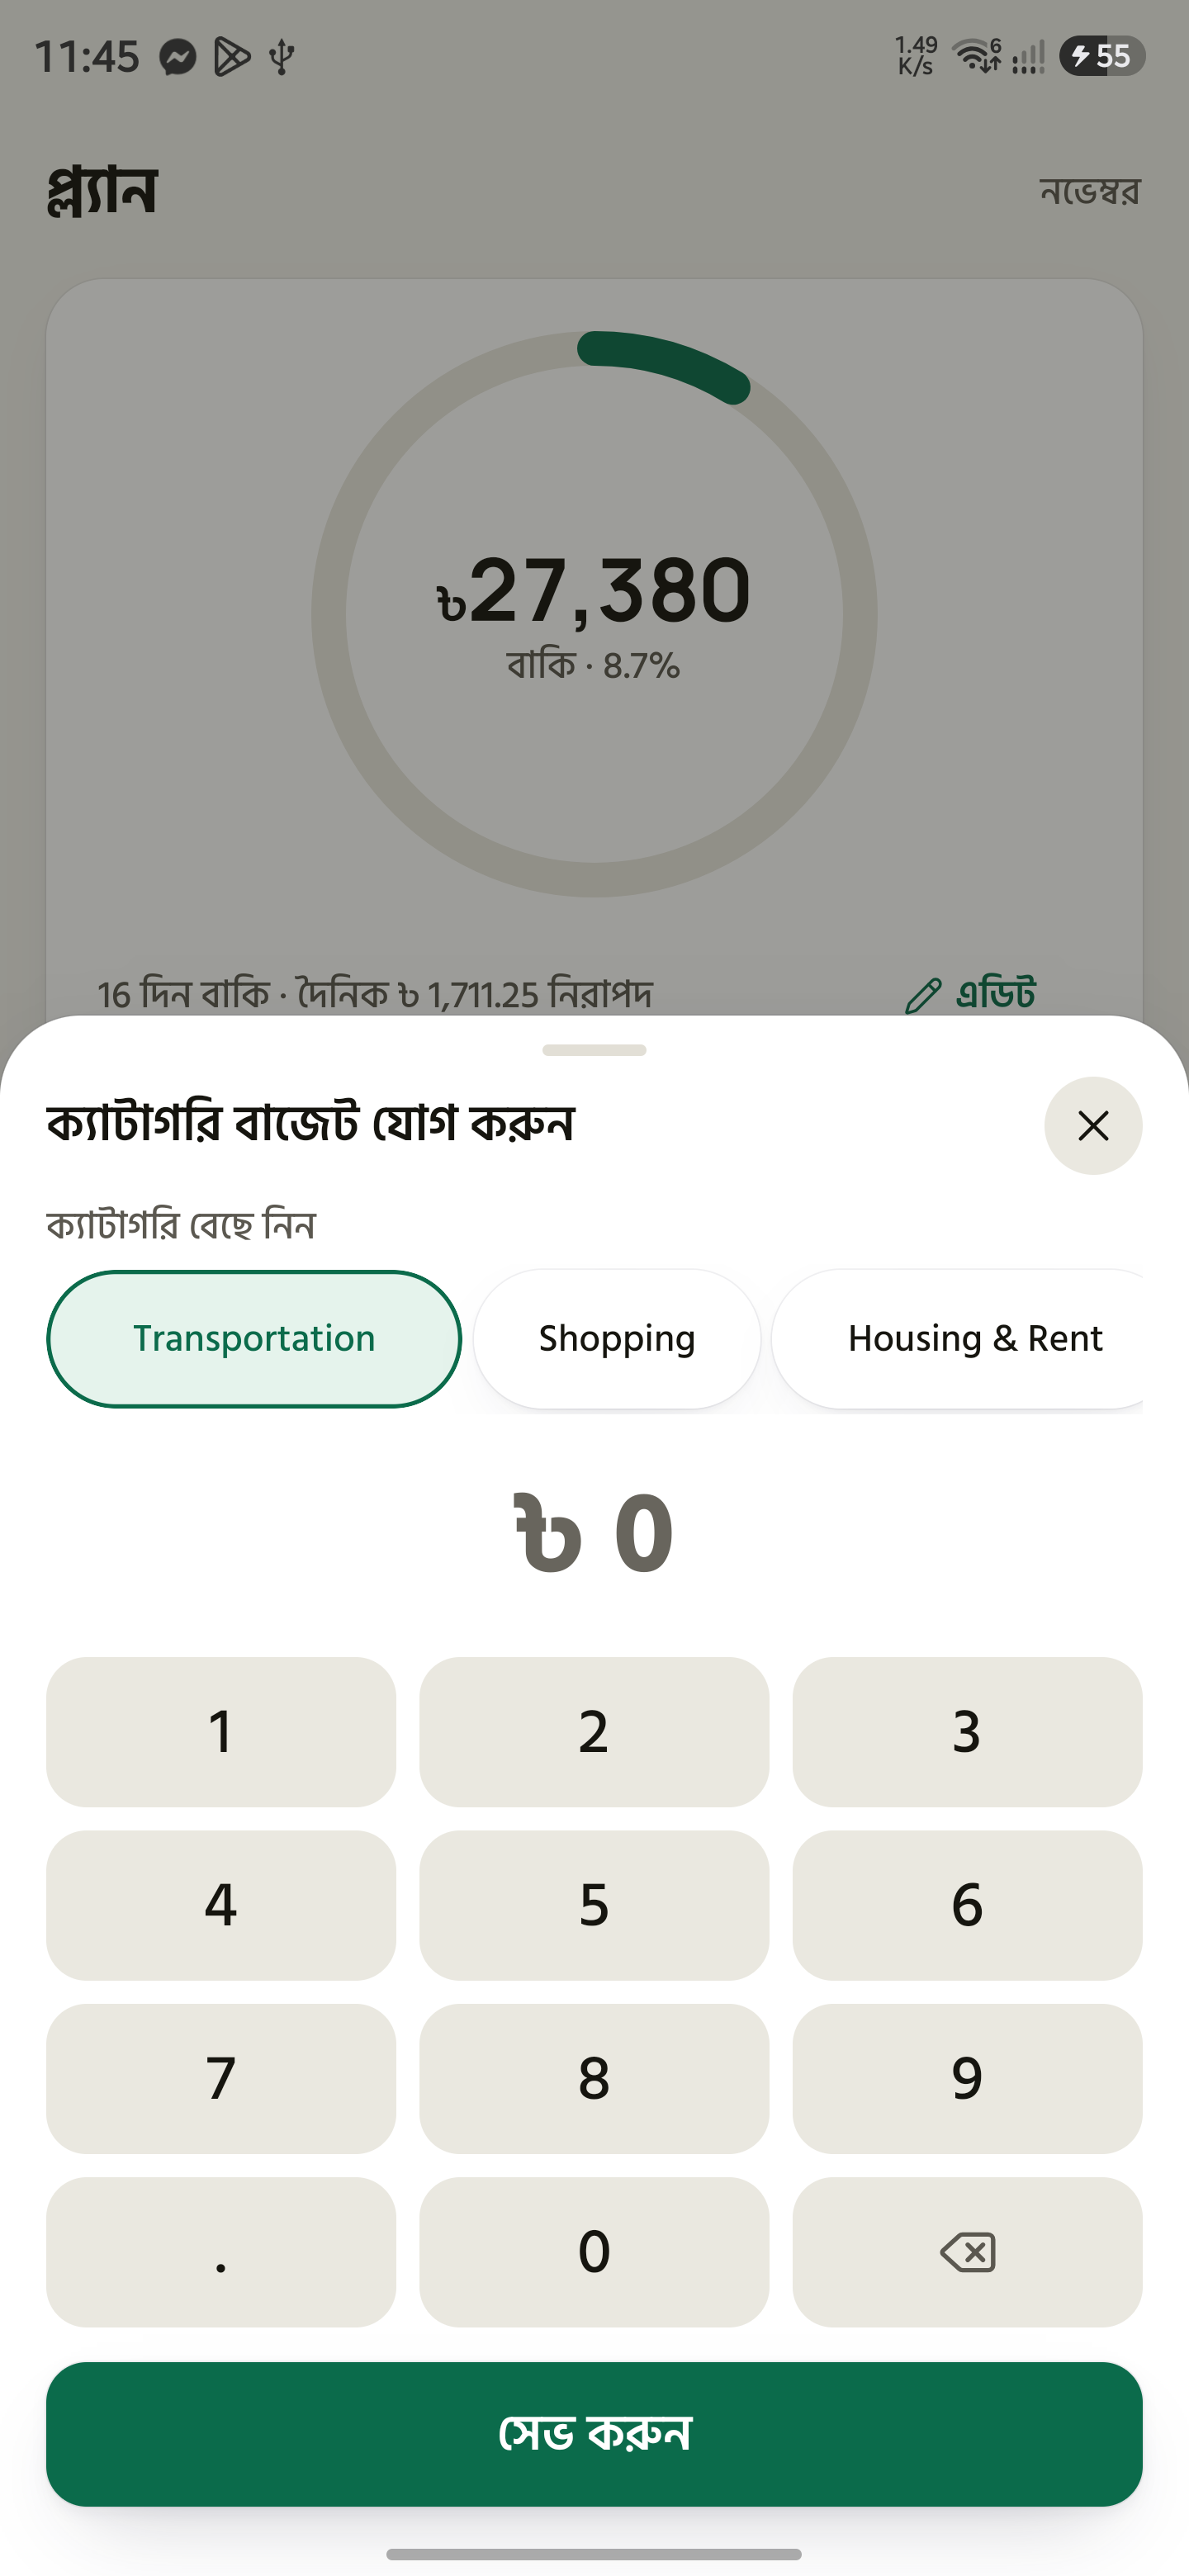 11:45 1.49 K/s 6 55
প্ল্যান নভেম্বর
৳27,380
বাকি · 8.7%
16 দিন বাকি · দৈনিক ৳ 1,711.25 নিরাপদ এডিট
ক্যাটাগরি বাজেট যোগ করুন
ক্যাটাগরি বেছে নিন
Transportation Shopping Housing & Rent
৳ 0
1 2 3
4 5 6
7 8 9
. 0
সেভ করুন